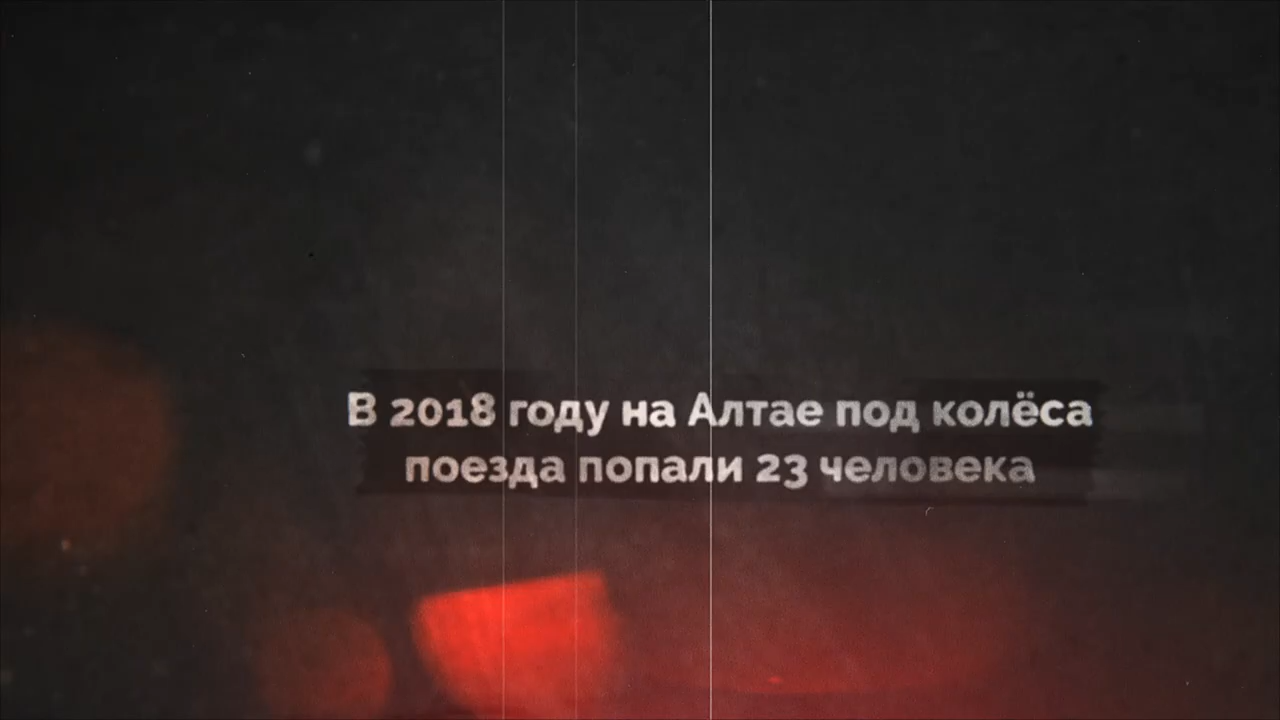 В 2018 году на Алтае под колёса
поезда попали 23 человека